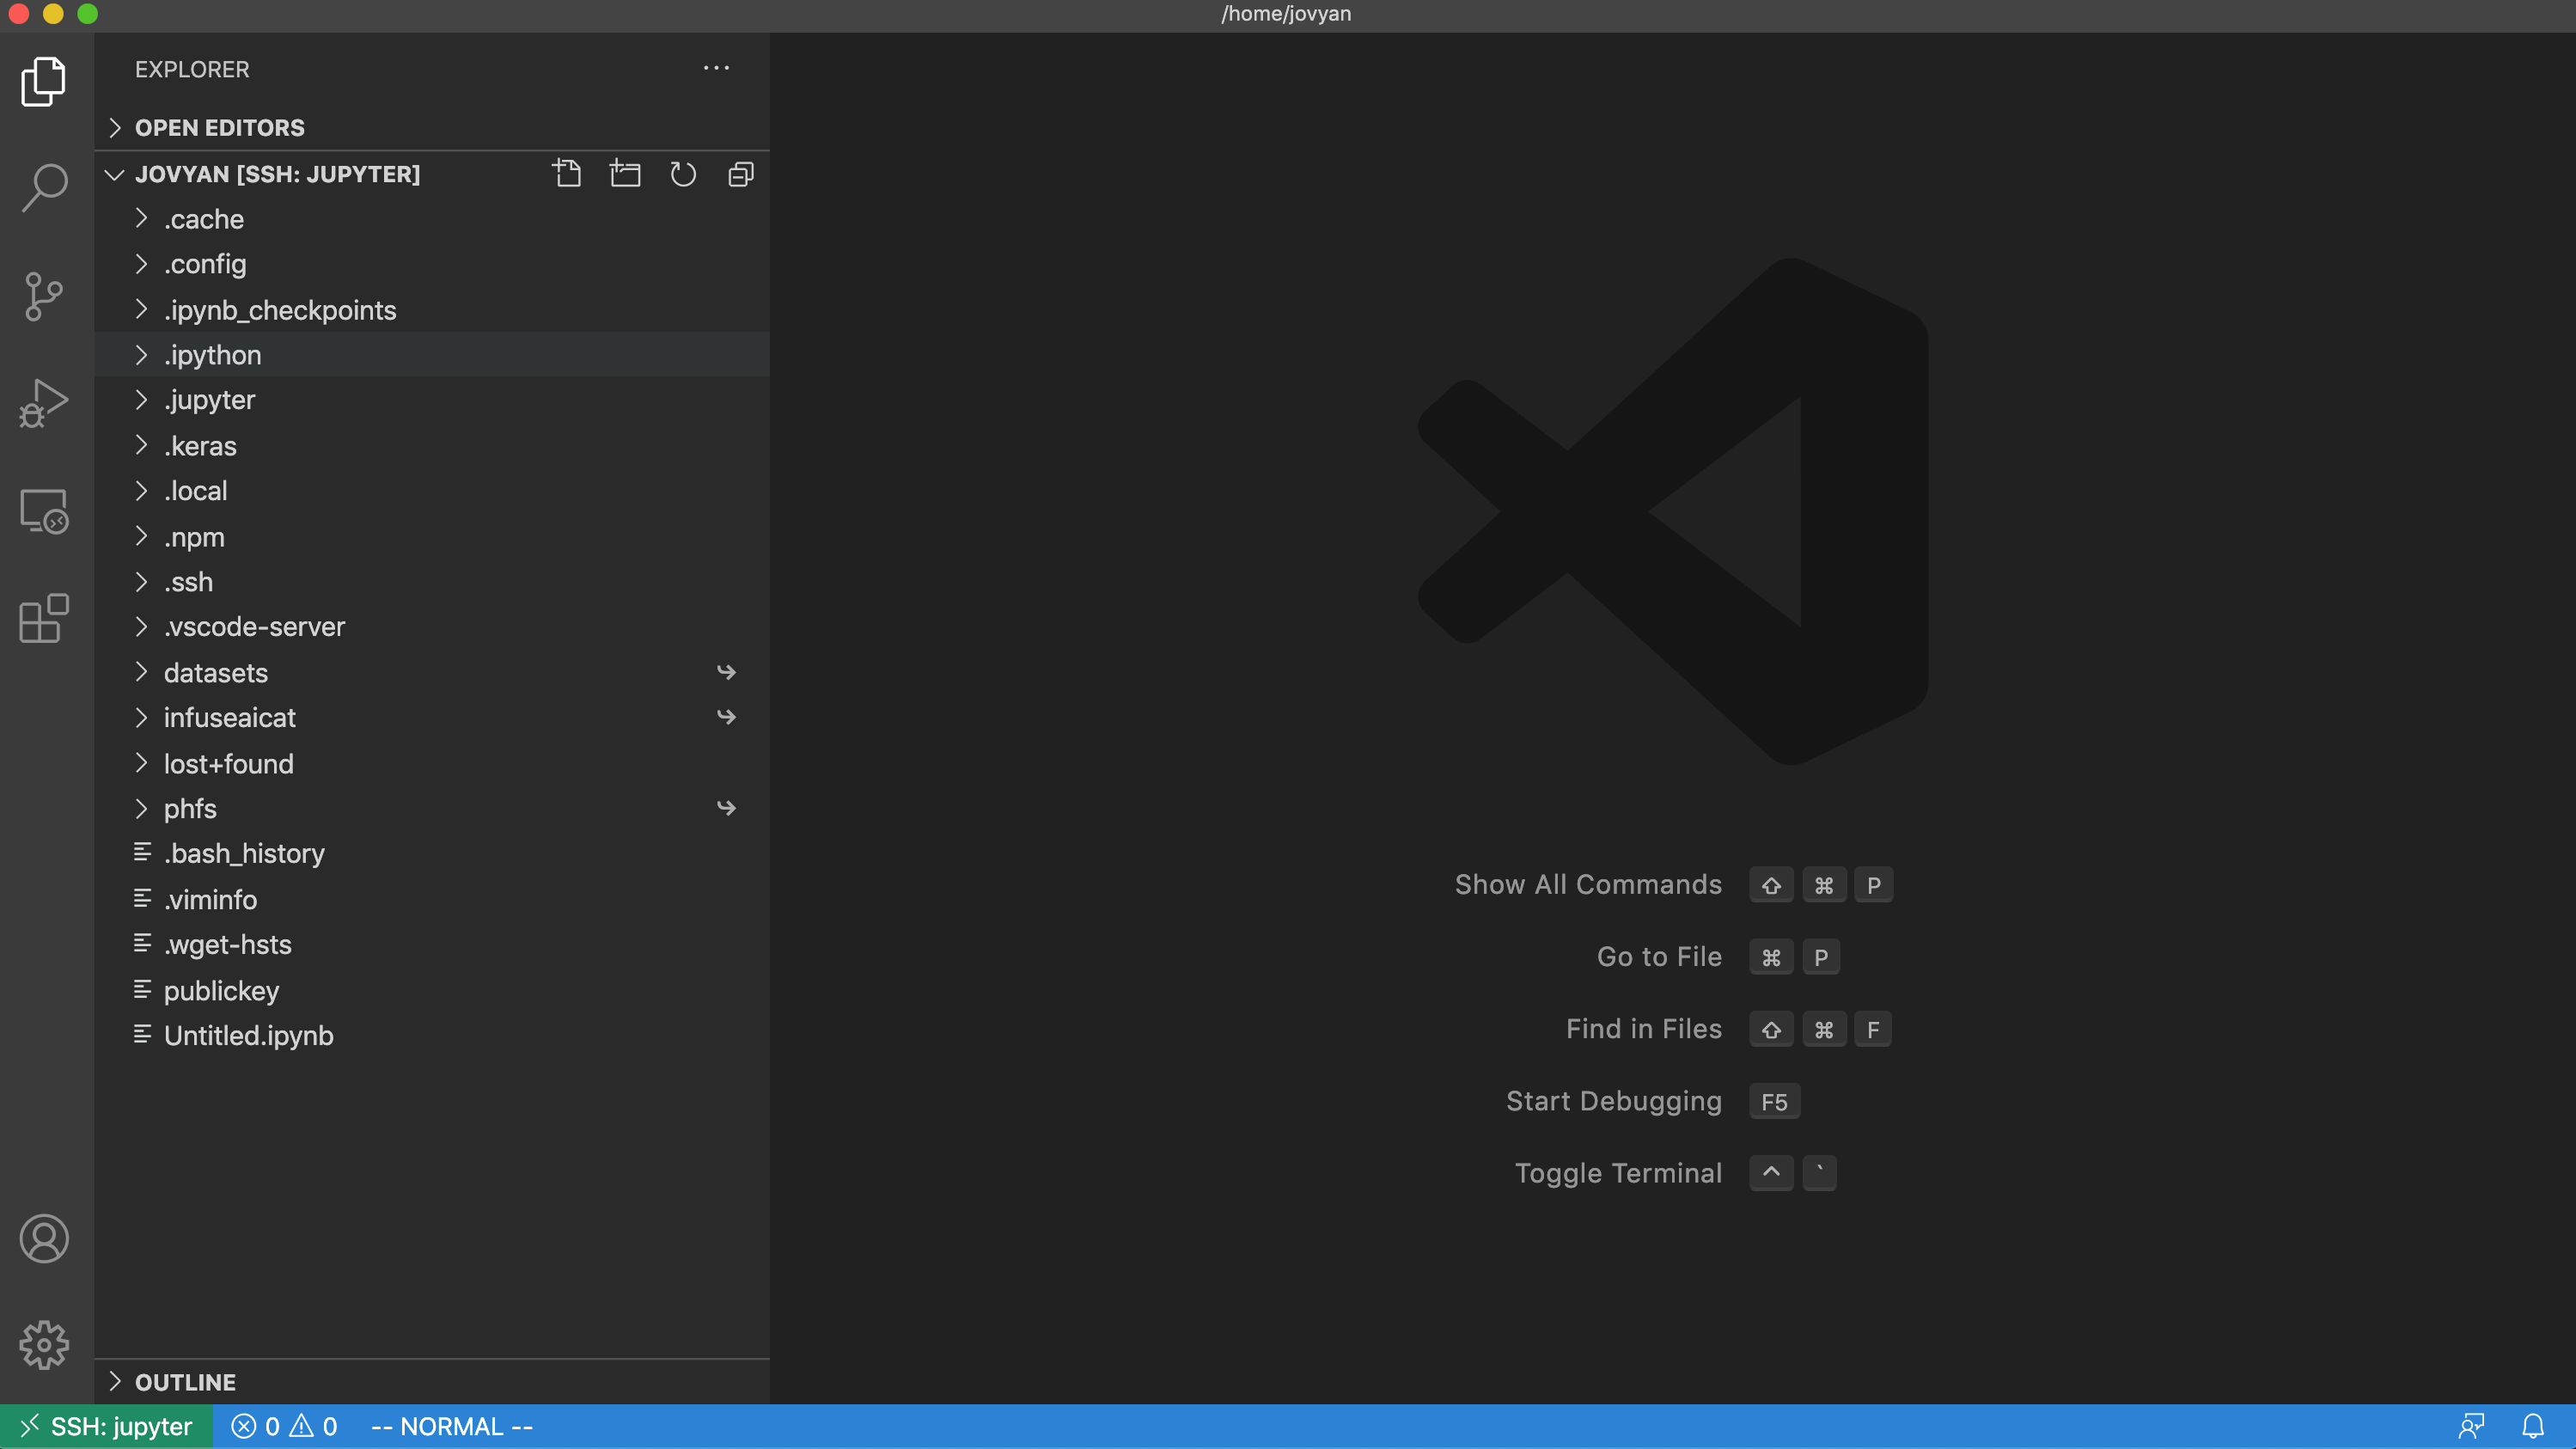 /home/jovyan
EXPLORER
OPEN EDITORS
JOVYAN [SSH: JUPYTER]
.cache
.config
.ipynb_checkpoints
.ipython
.jupyter
.keras
.local
.npm
.ssh
.vscode-server
datasets
infuseaicat
lost+found
phfs
.bash_history
.viminfo
.wget-hsts
publickey
Untitled.ipynb
OUTLINE
Show All Commands ⇧ ⌘ P
Go to File ⌘ P
Find in Files ⇧ ⌘ F
Start Debugging F5
Toggle Terminal ^ `
SSH: jupyter 0 0 -- NORMAL --